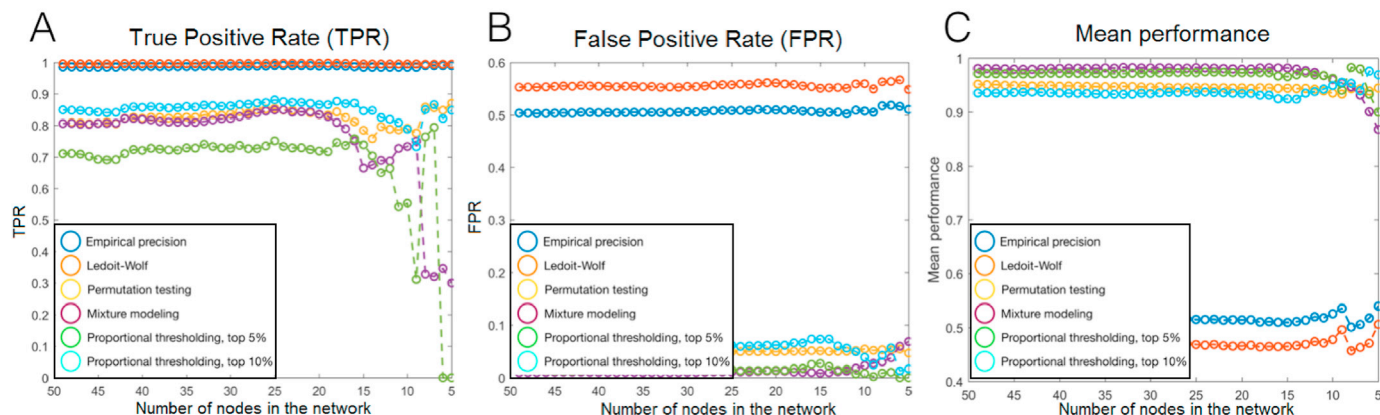 A
True Positive Rate (TPR)
1
0.9
0.8
0.7
0.6
0.5
0.4
0.3
0.2
0.1
0
TPR
Empirical precision
Ledoit-Wolf
Permutation testing
Mixture modeling
Proportional thresholding, top 5%
Proportional thresholding, top 10%
50 45 40 35 30 25 20 15 10 5
Number of nodes in the network
B
False Positive Rate (FPR)
0.6
0.5
0.4
0.3
0.2
0.1
0
FPR
Empirical precision
Ledoit-Wolf
Permutation testing
Mixture modeling
Proportional thresholding, top 5%
Proportional thresholding, top 10%
50 45 40 35 30 25 20 15 10 5
Number of nodes in the network
C
Mean performance
1
0.9
0.8
0.7
0.6
0.5
0.4
Mean performance
Empirical precision
Ledoit-Wolf
Permutation testing
Mixture modeling
Proportional thresholding, top 5%
Proportional thresholding, top 10%
50 45 40 35 30 25 20 15 10 5
Number of nodes in the network